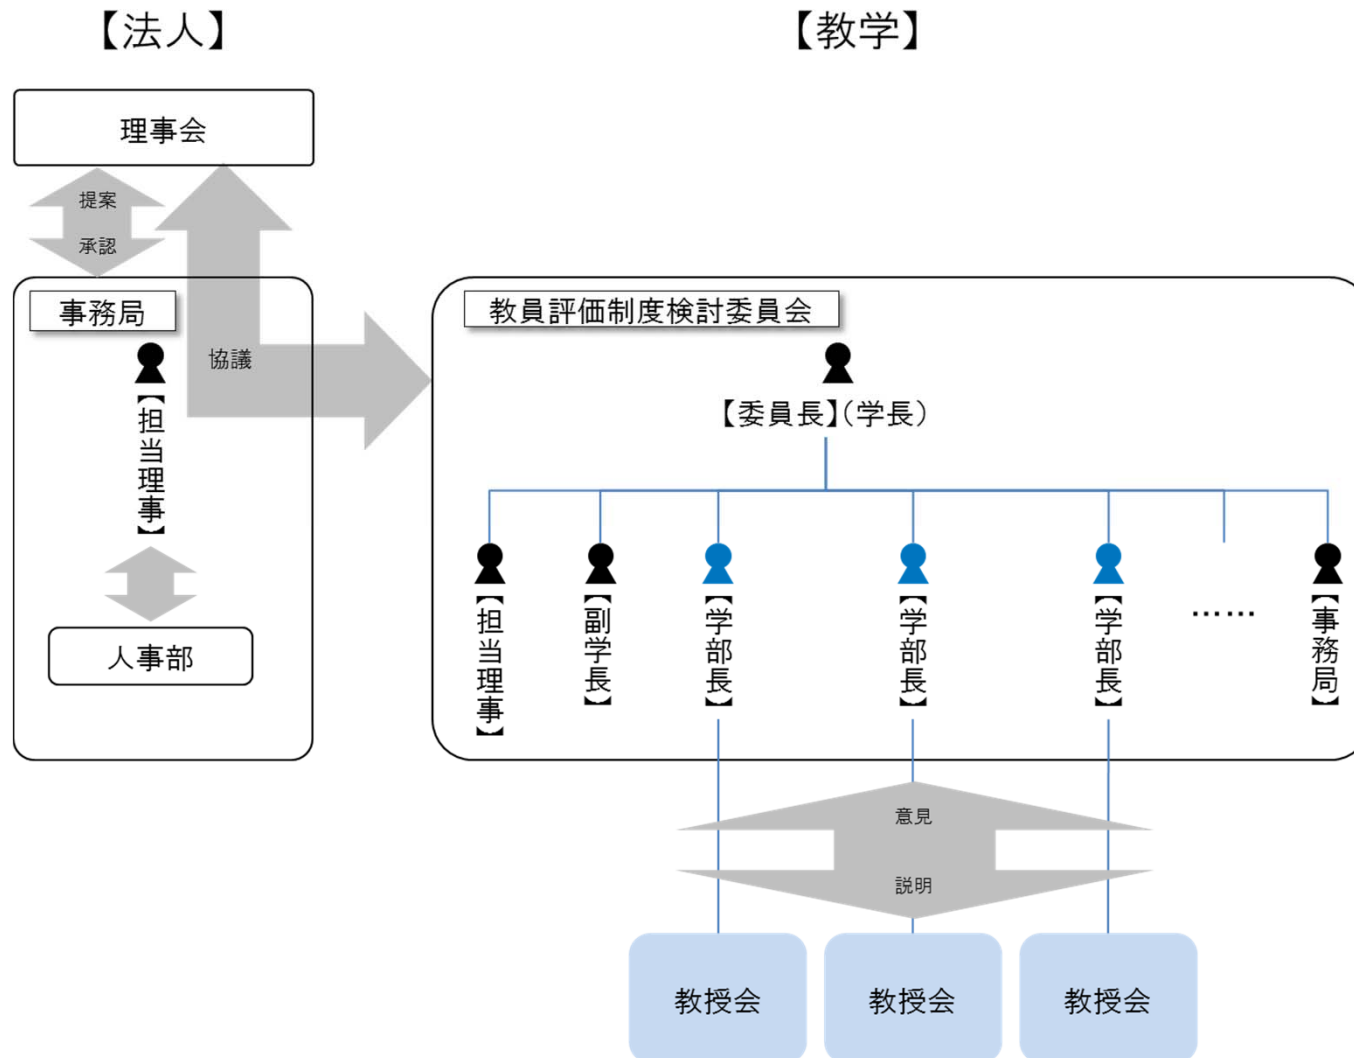 【法人】
【教学】
理事会
提案
承認
事務局
【担当理事】
人事部
協議
教員評価制度検討委員会
【委員長】(学長)
【担当理事】
【副学長】
【学部長】
【学部長】
【学部長】
……
【事務局】
意見
説明
教授会
教授会
教授会